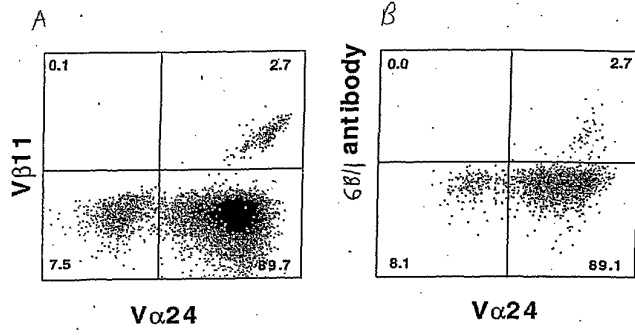 A
0.1 2.7
Vβ11
7.5 89.7
Vα24
B
0.0 2.7
6B11 antibody
8.1 89.1
Vα24